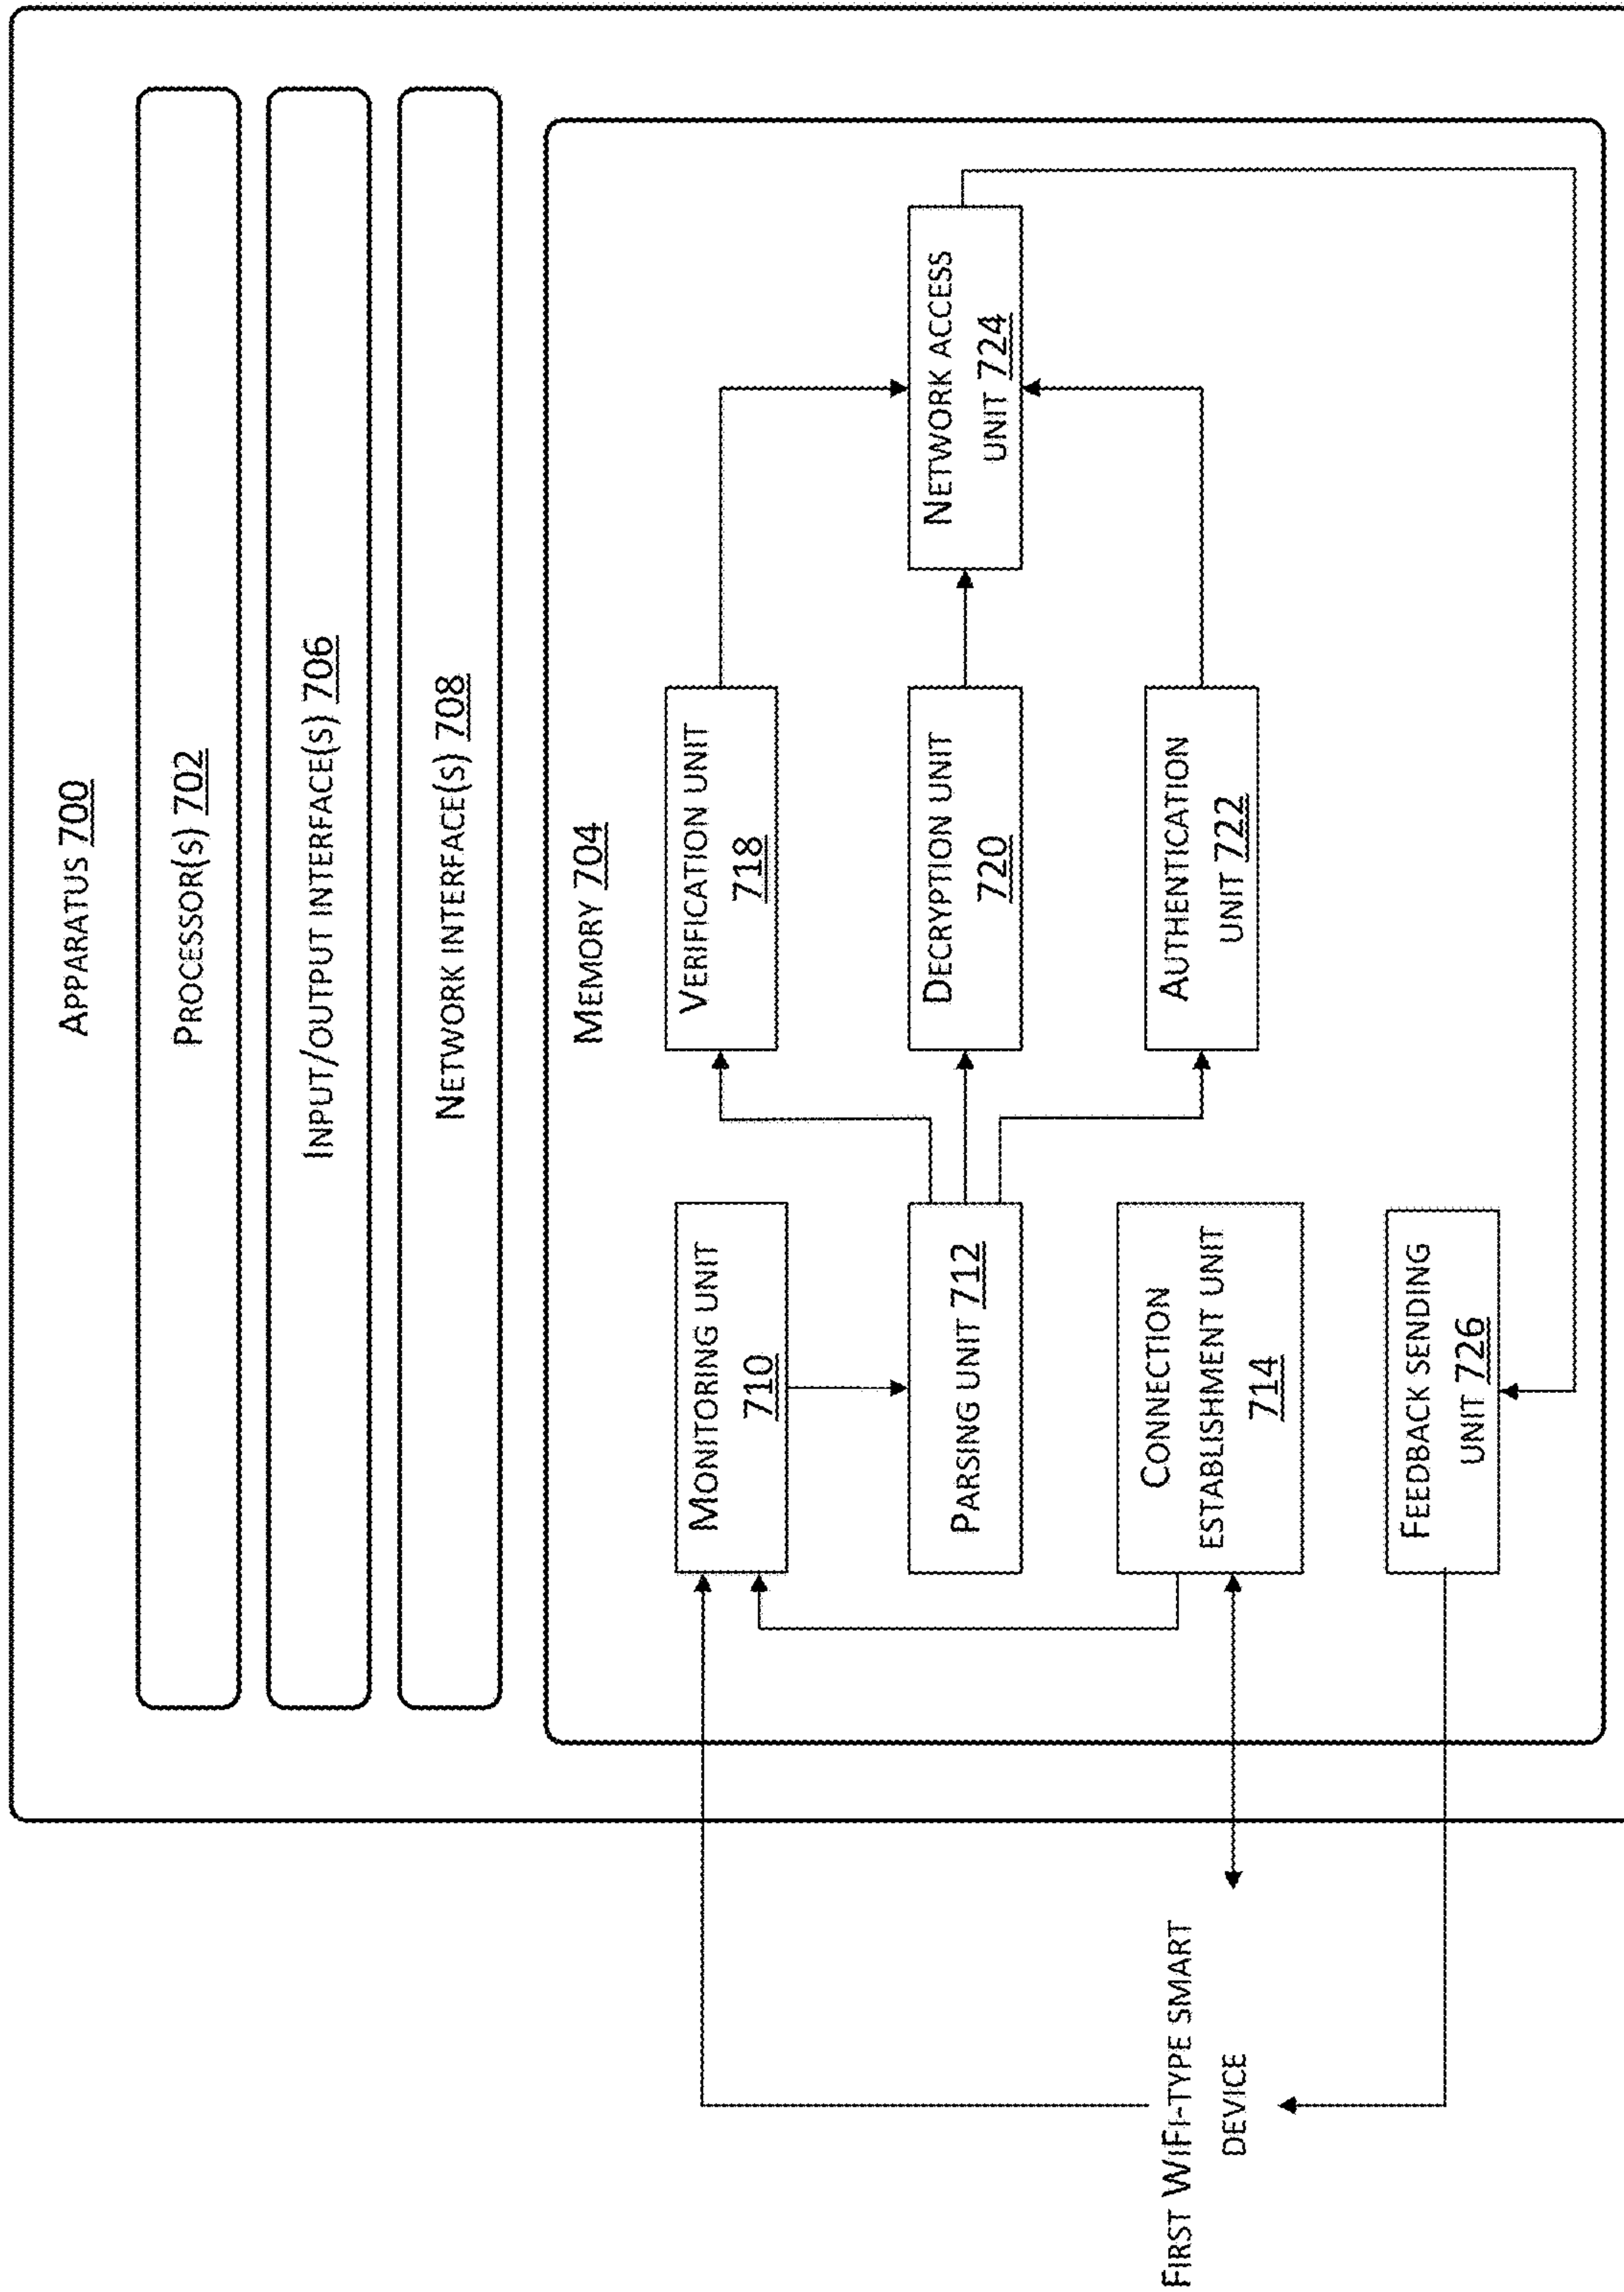 APPARATUS 700
PROCESSOR(S) 702
INPUT/OUTPUT INTERFACE(S) 706
NETWORK INTERFACE(S) 708
MEMORY 704
MONITORING UNIT
710
VERIFICATION UNIT
718
PARSING UNIT 712
DECRYPTION UNIT
720
NETWORK ACCESS
UNIT 724
CONNECTION
ESTABLISHMENT UNIT
714
AUTHENTICATION
UNIT 722
FEEDBACK SENDING
UNIT 726
FIRST WIFI-TYPE SMART
DEVICE